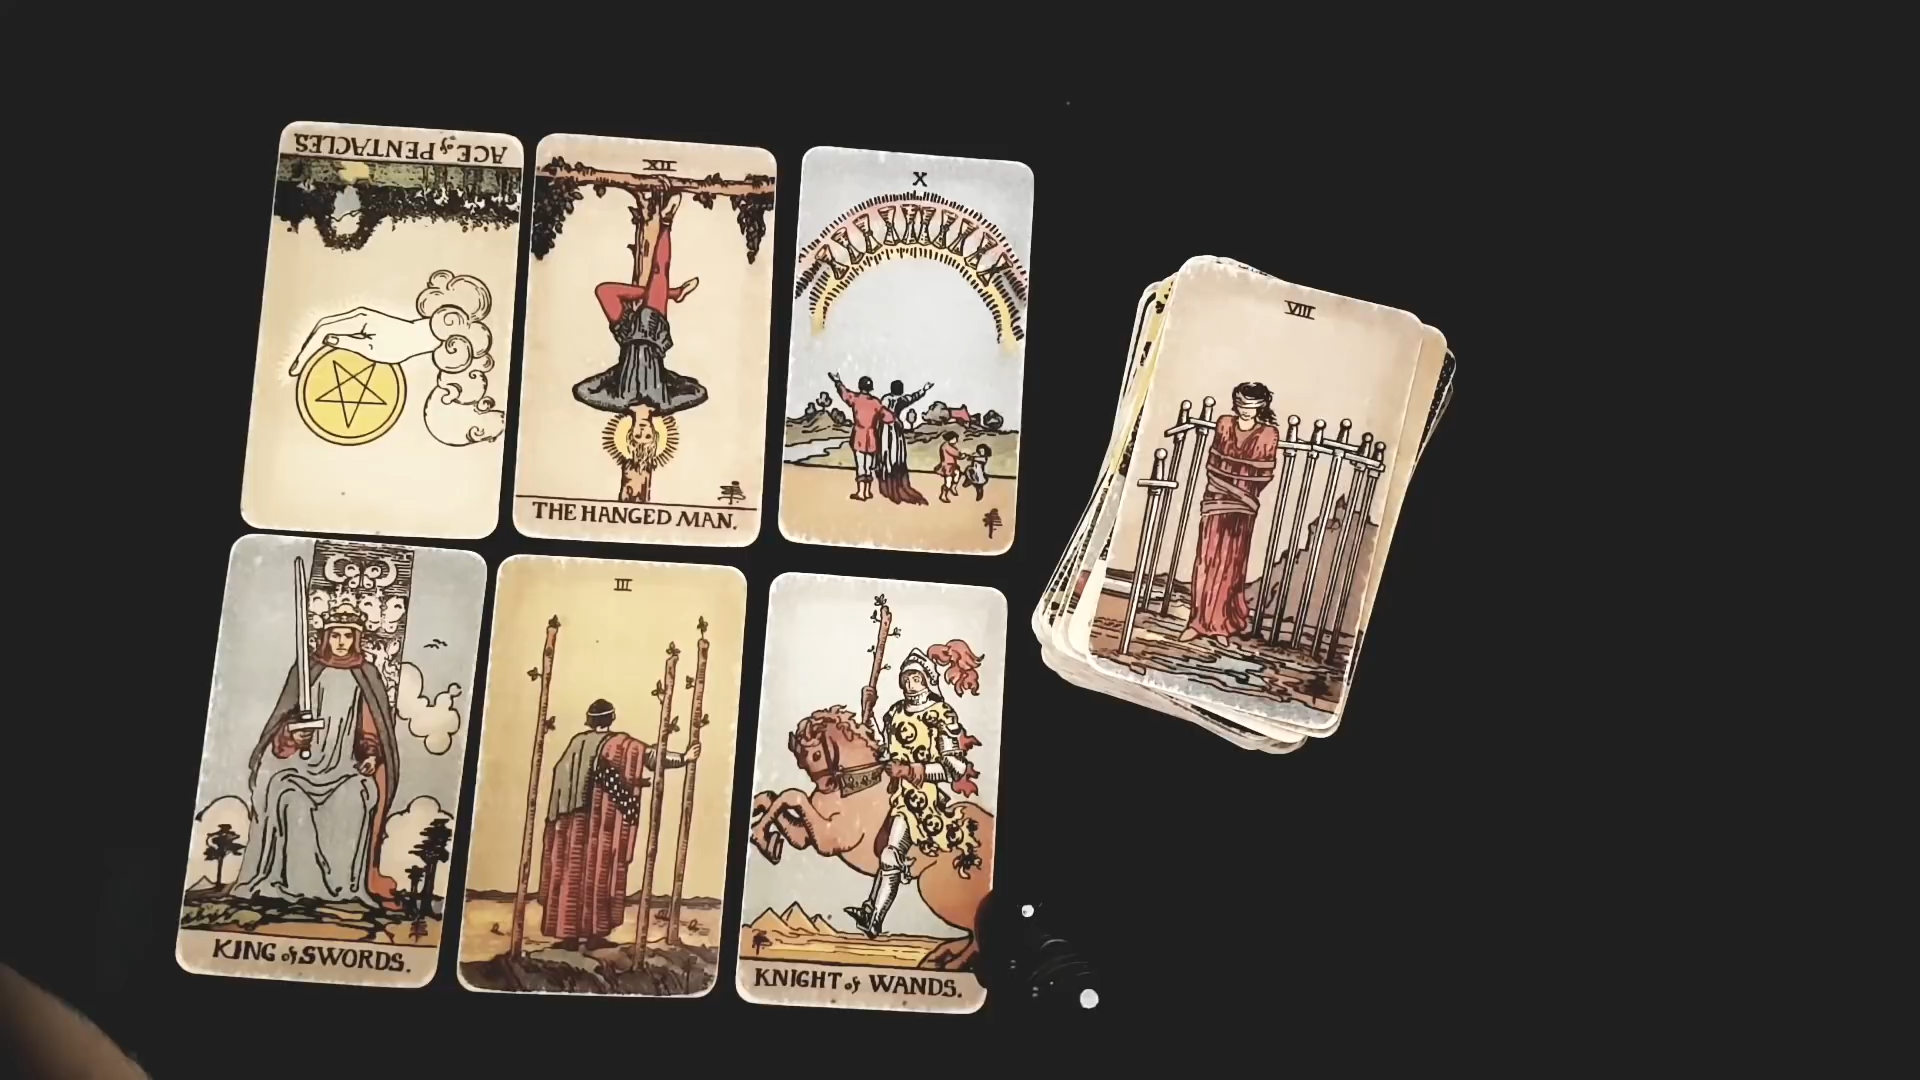 ACE of PENTACLES
XII
THE HANGED MAN.
X
VIII
KING of SWORDS.
III
KNIGHT of WANDS.